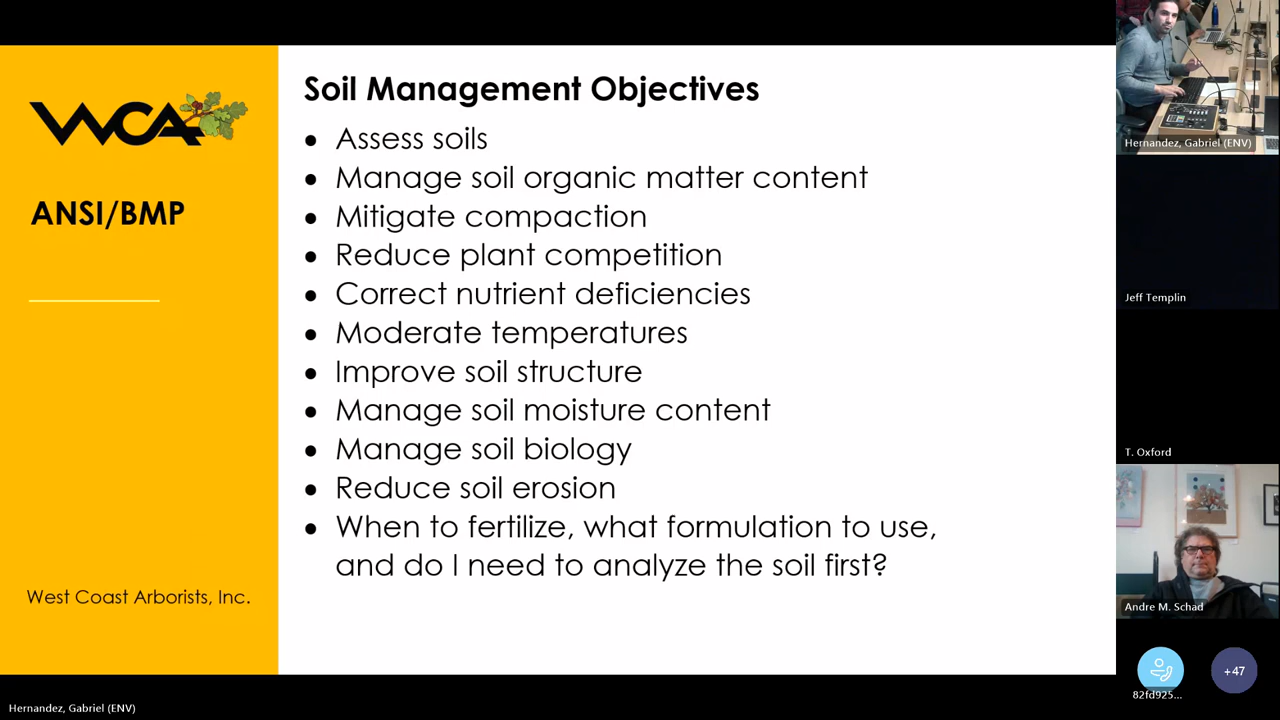 WCA
ANSI/BMP
West Coast Arborists, Inc.
Soil Management Objectives
• Assess soils
• Manage soil organic matter content
• Mitigate compaction
• Reduce plant competition
• Correct nutrient deficiencies
• Moderate temperatures
• Improve soil structure
• Manage soil moisture content
• Manage soil biology
• Reduce soil erosion
• When to fertilize, what formulation to use,
and do I need to analyze the soil first?
Hernandez, Gabriel (ENV)
Jeff Templin
T. Oxford
Andre M. Schad
82fd925...
+47
Hernandez, Gabriel (ENV)